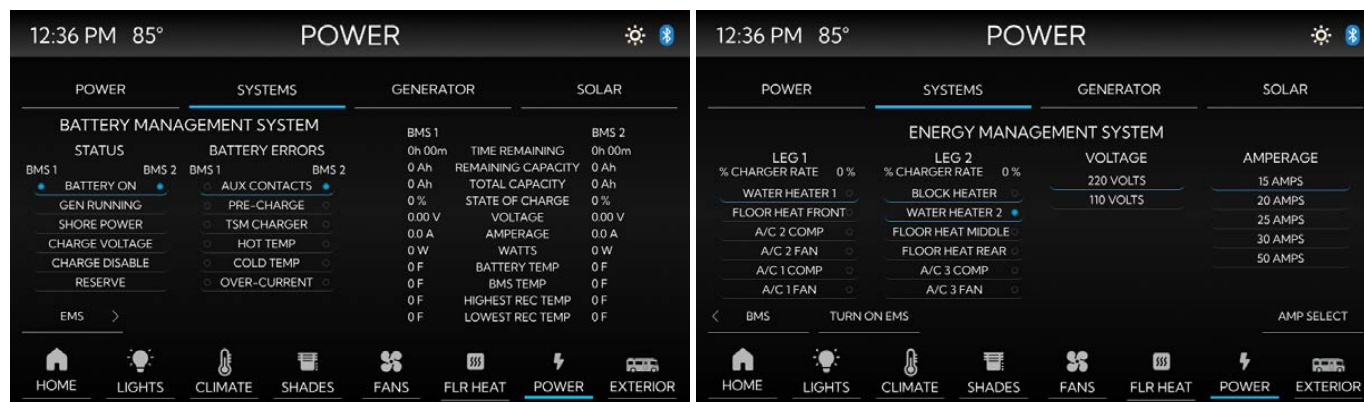 12:36 PM 85° POWER
POWER SYSTEMS GENERATOR SOLAR
BATTERY MANAGEMENT SYSTEM
STATUS BATTERY ERRORS
BMS 1 BMS 2 BMS 1 BMS 2
BATTERY ON AUX CONTACTS
GEN RUNNING PRE-CHARGE
SHORE POWER TSM CHARGER
CHARGE VOLTAGE HOT TEMP
CHARGE DISABLE COLD TEMP
RESERVE OVER-CURRENT
BMS 1 BMS 2
0h 00m TIME REMAINING 0h 00m
0 Ah REMAINING CAPACITY 0 Ah
0 Ah TOTAL CAPACITY 0 Ah
0 % STATE OF CHARGE 0 %
0.00 V VOLTAGE 0.00 V
0.0 A AMPERAGE 0.0 A
0 W WATTS 0 W
0 F BATTERY TEMP 0 F
0 F BMS TEMP 0 F
0 F HIGHEST REC TEMP 0 F
0 F LOWEST REC TEMP 0 F
EMS >
HOME LIGHTS CLIMATE SHADES FANS FLR HEAT POWER EXTERIOR
12:36 PM 85° POWER
POWER SYSTEMS GENERATOR SOLAR
ENERGY MANAGEMENT SYSTEM
LEG 1 LEG 2 VOLTAGE AMPERAGE
% CHARGER RATE 0 % % CHARGER RATE 0 % 220 VOLTS 15 AMPS
WATER HEATER 1 BLOCK HEATER 110 VOLTS 20 AMPS
FLOOR HEAT FRONT WATER HEATER 2 25 AMPS
A/C 2 COMP FLOOR HEAT MIDDLE 30 AMPS
A/C 2 FAN FLOOR HEAT REAR 50 AMPS
A/C 1 COMP A/C 3 COMP
A/C 1 FAN A/C 3 FAN
< BMS TURN ON EMS AMP SELECT
HOME LIGHTS CLIMATE SHADES FANS FLR HEAT POWER EXTERIOR